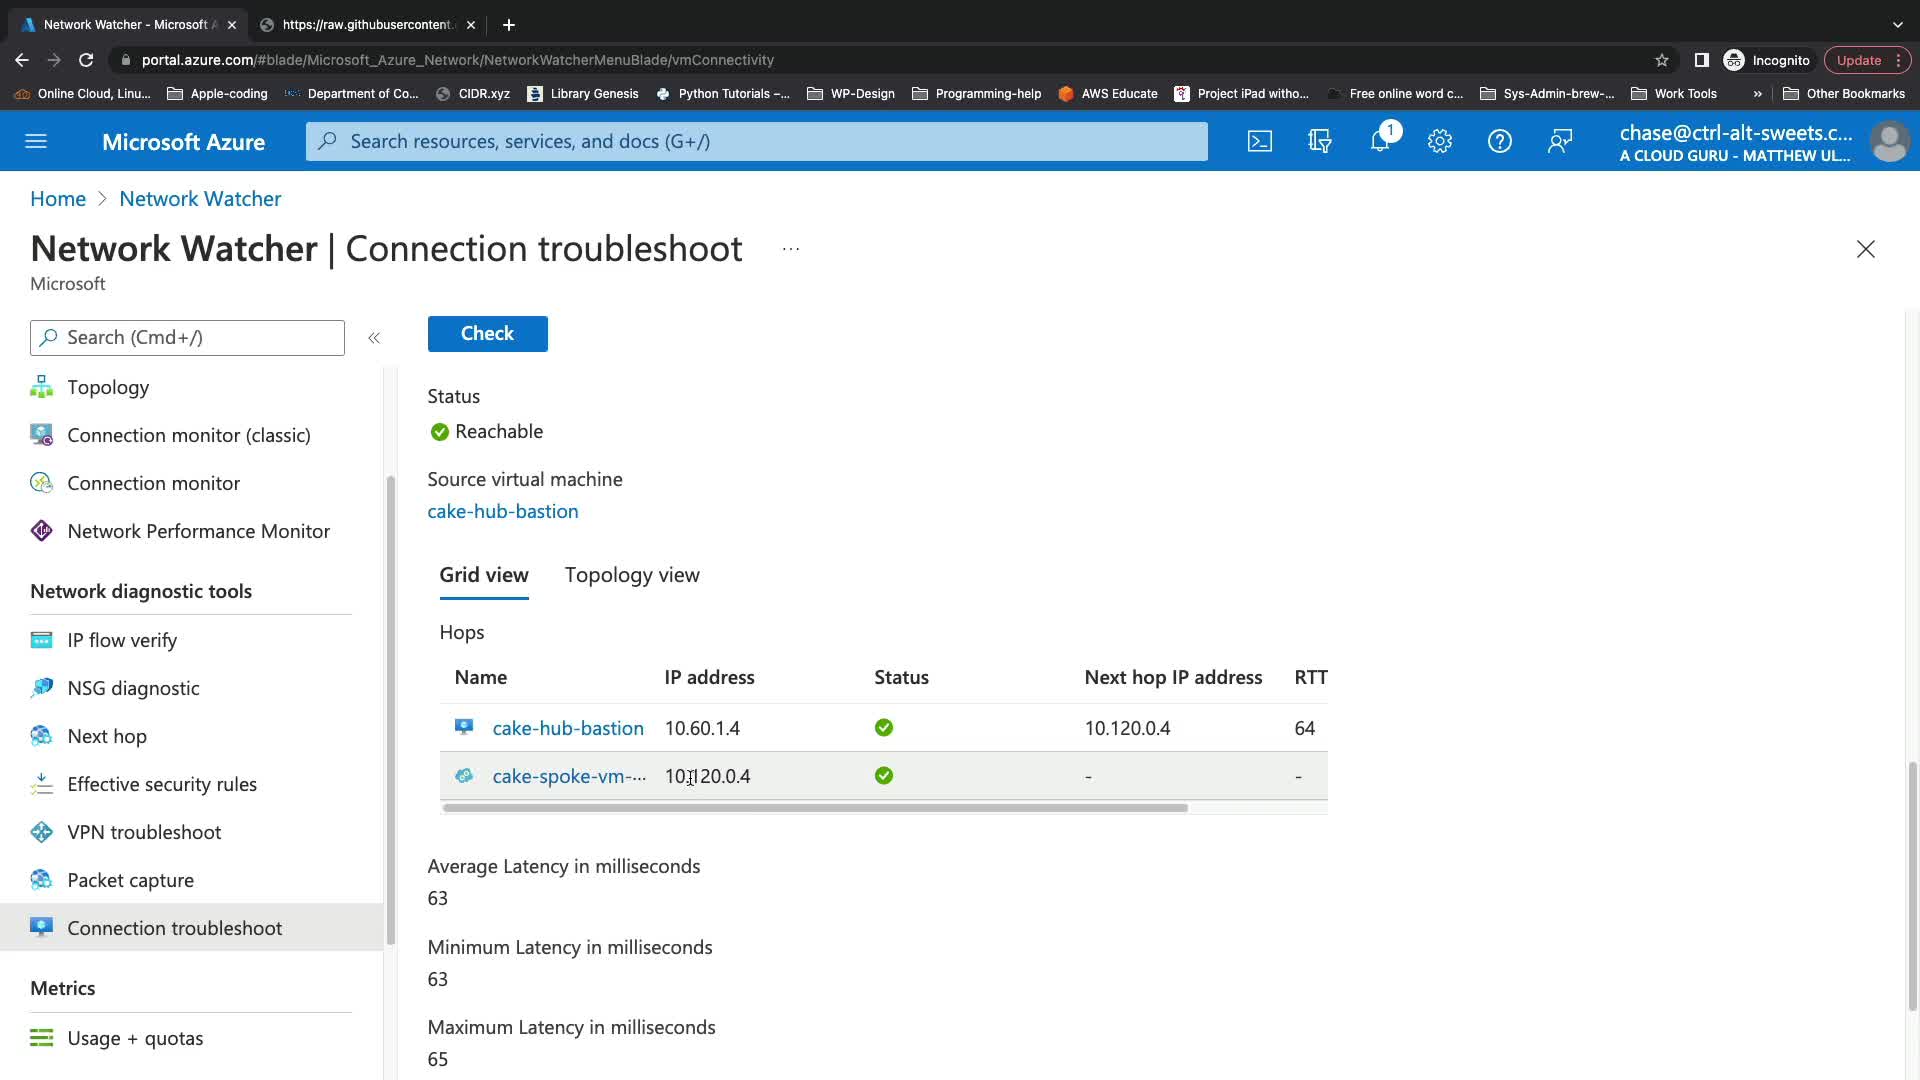 Network Watcher - Microsoft A
https://raw.githubusercontent.
portal.azure.com/#blade/Microsoft_Azure_Network/NetworkWatcherMenuBlade/vmConnectivity
Incognito
Update
Online Cloud, Linu...
Apple-coding
Department of Co...
CIDR.xyz
Library Genesis
Python Tutorials –...
WP-Design
Programming-help
AWS Educate
Project iPad witho...
Free online word c...
Sys-Admin-brew-...
Work Tools
»
Other Bookmarks
Microsoft Azure
Search resources, services, and docs (G+/)
1
chase@ctrl-alt-sweets.c...
A CLOUD GURU - MATTHEW UL...
Home > Network Watcher
Network Watcher | Connection troubleshoot ...
Microsoft
Search (Cmd+/)
«
Topology
Connection monitor (classic)
Connection monitor
Network Performance Monitor
Network diagnostic tools
IP flow verify
NSG diagnostic
Next hop
Effective security rules
VPN troubleshoot
Packet capture
Connection troubleshoot
Metrics
Usage + quotas
Check
Status
Reachable
Source virtual machine
cake-hub-bastion
Grid view Topology view
Hops
Name IP address Status Next hop IP address RTT
cake-hub-bastion 10.60.1.4 10.120.0.4 64
cake-spoke-vm-... 10.120.0.4 - -
Average Latency in milliseconds
63
Minimum Latency in milliseconds
63
Maximum Latency in milliseconds
65